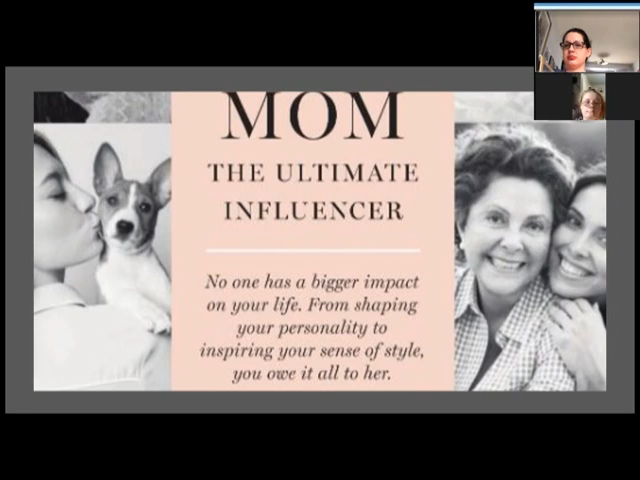 MOM
THE ULTIMATE
INFLUENCER
No one has a bigger impact
on your life. From shaping
your personality to
inspiring your sense of style,
you owe it all to her.